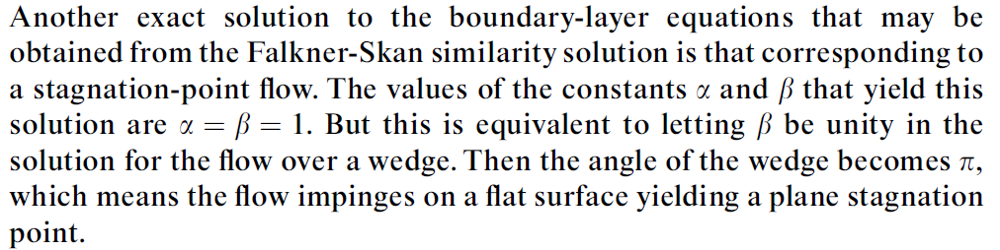 Another exact solution to the boundary-layer equations that may be
obtained from the Falkner-Skan similarity solution is that corresponding to
a stagnation-point flow. The values of the constants α and β that yield this
solution are α = β = 1. But this is equivalent to letting β be unity in the
solution for the flow over a wedge. Then the angle of the wedge becomes π,
which means the flow impinges on a flat surface yielding a plane stagnation
point.